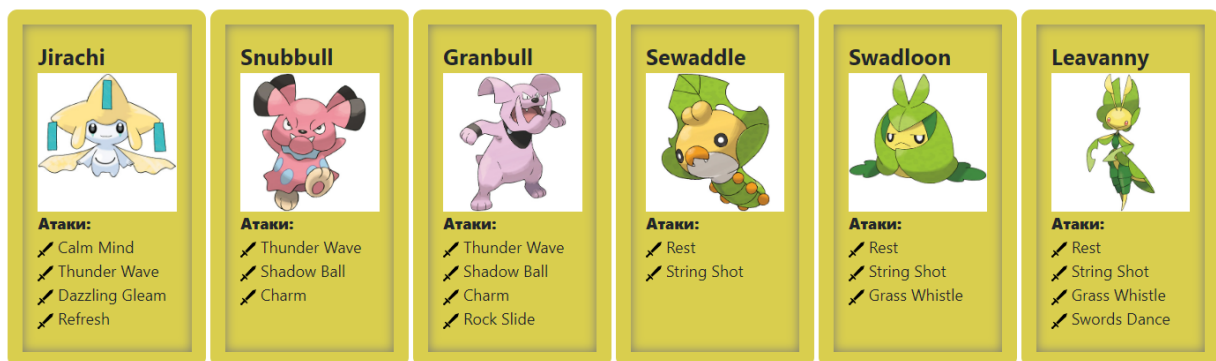 Jirachi
Атаки:
Calm Mind
Thunder Wave
Dazzling Gleam
Refresh
Snubbull
Атаки:
Thunder Wave
Shadow Ball
Charm
Granbull
Атаки:
Thunder Wave
Shadow Ball
Charm
Rock Slide
Sewaddle
Атаки:
Rest
String Shot
Swadloon
Атаки:
Rest
String Shot
Grass Whistle
Leavanny
Атаки:
Rest
String Shot
Grass Whistle
Swords Dance